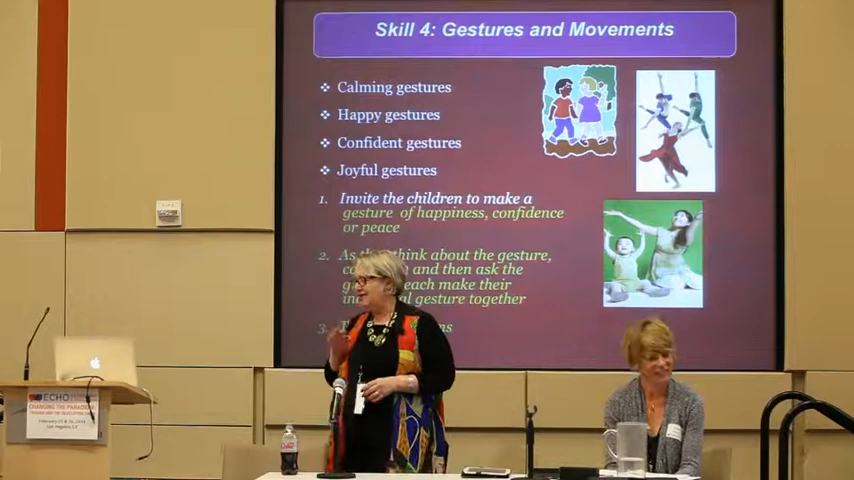 Skill 4: Gestures and Movements
Calming gestures
Happy gestures
Confident gestures
Joyful gestures
1. Invite the children to make a
gesture of happiness, confidence
or peace
2. As think about the gesture,
and then ask the
each make their
gesture together
3.
ECHO
CHANGING THE PARADIGM